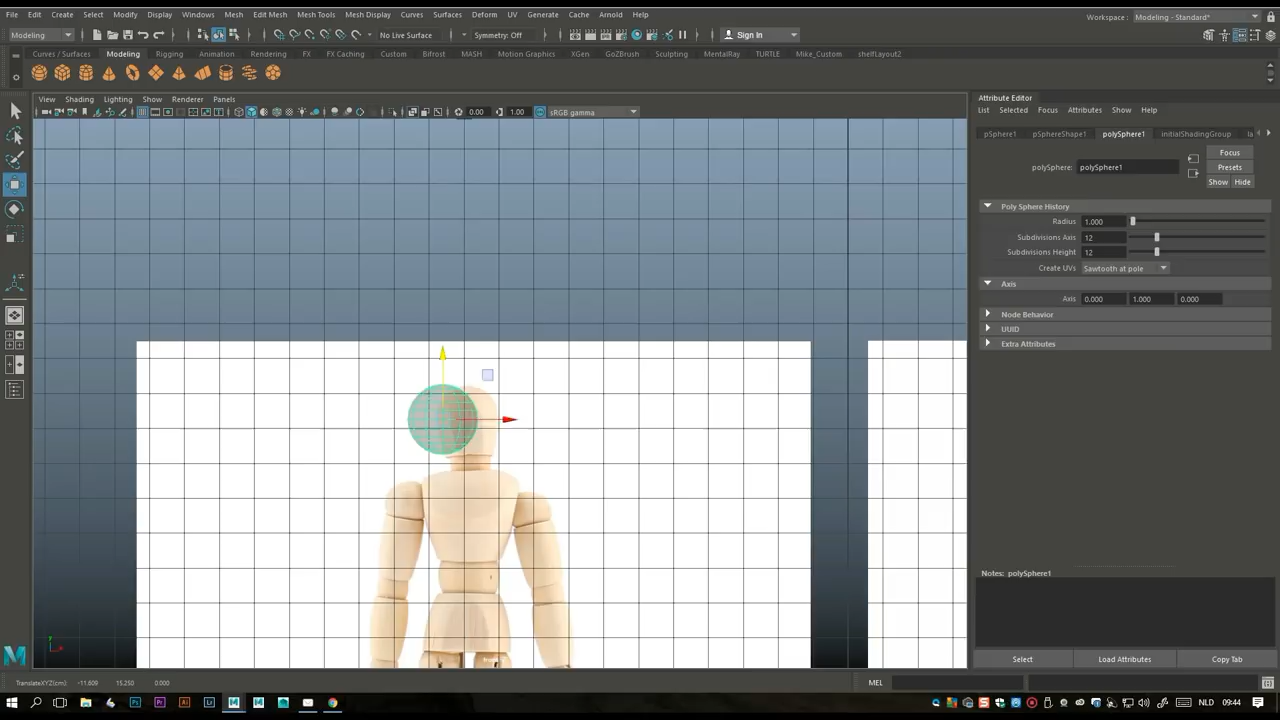 File Edit Create Select Modify Display Windows Mesh Edit Mesh Mesh Tools Mesh Display Curves Surfaces Deform UV Generate Cache Arnold Help
Workspace : Modeling - Standard*
Modeling No Live Surface Symmetry: Off Sign In
Curves / Surfaces Modeling Rigging Animation Rendering FX FX Caching Custom Bifrost MASH Motion Graphics XGen GoZBrush Sculpting MentalRay TURTLE Mike_Custom shelfLayout2
View Shading Lighting Show Renderer Panels
0.00 1.00 sRGB gamma
Attribute Editor
List Selected Focus Attributes Show Help
pSphere1 pSphereShape1 polySphere1 initialShadingGroup
Focus
polySphere: polySphere1 Presets
Show Hide
Poly Sphere History
Radius 1.000
Subdivisions Axis 12
Subdivisions Height 12
Create UVs Sawtooth at pole
Axis
Axis 0.000 1.000 0.000
Node Behavior
UUID
Extra Attributes
Notes: polySphere1
Select Load Attributes Copy Tab
TranslateXYZ(cm) -11.609 15.250 0.000 MEL
NLD 09:44